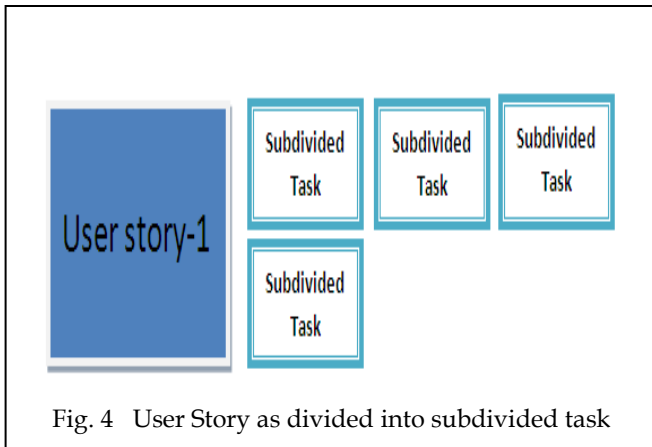 Subdivided
Task
Subdivided
Task
Subdivided
Task
User story-1
Subdivided
Task
Fig. 4 User Story as divided into subdivided task